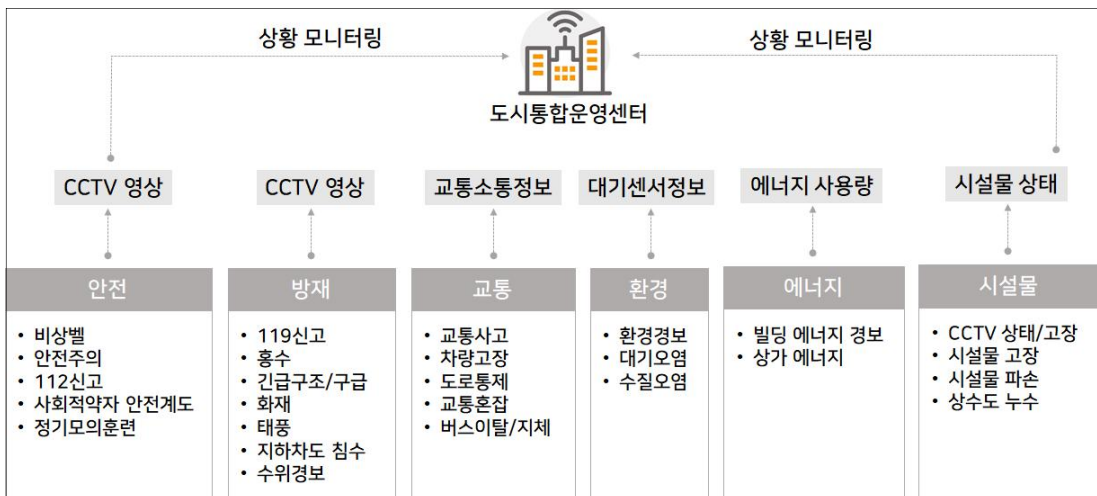 상황 모니터링
상황 모니터링
도시통합운영센터
CCTV 영상
CCTV 영상
교통소통정보
대기센서정보
에너지 사용량
시설물 상태
안전
• 비상벨
• 안전주의
• 112신고
• 사회적약자 안전계도
• 정기모의훈련
방재
• 119신고
• 홍수
• 긴급구조/구급
• 화재
• 태풍
• 지하차도 침수
• 수위경보
교통
• 교통사고
• 차량고장
• 도로통제
• 교통혼잡
• 버스이탈/지체
환경
• 환경경보
• 대기오염
• 수질오염
에너지
• 빌딩 에너지 경보
• 상가 에너지
시설물
• CCTV 상태/고장
• 시설물 고장
• 시설물 파손
• 상수도 누수